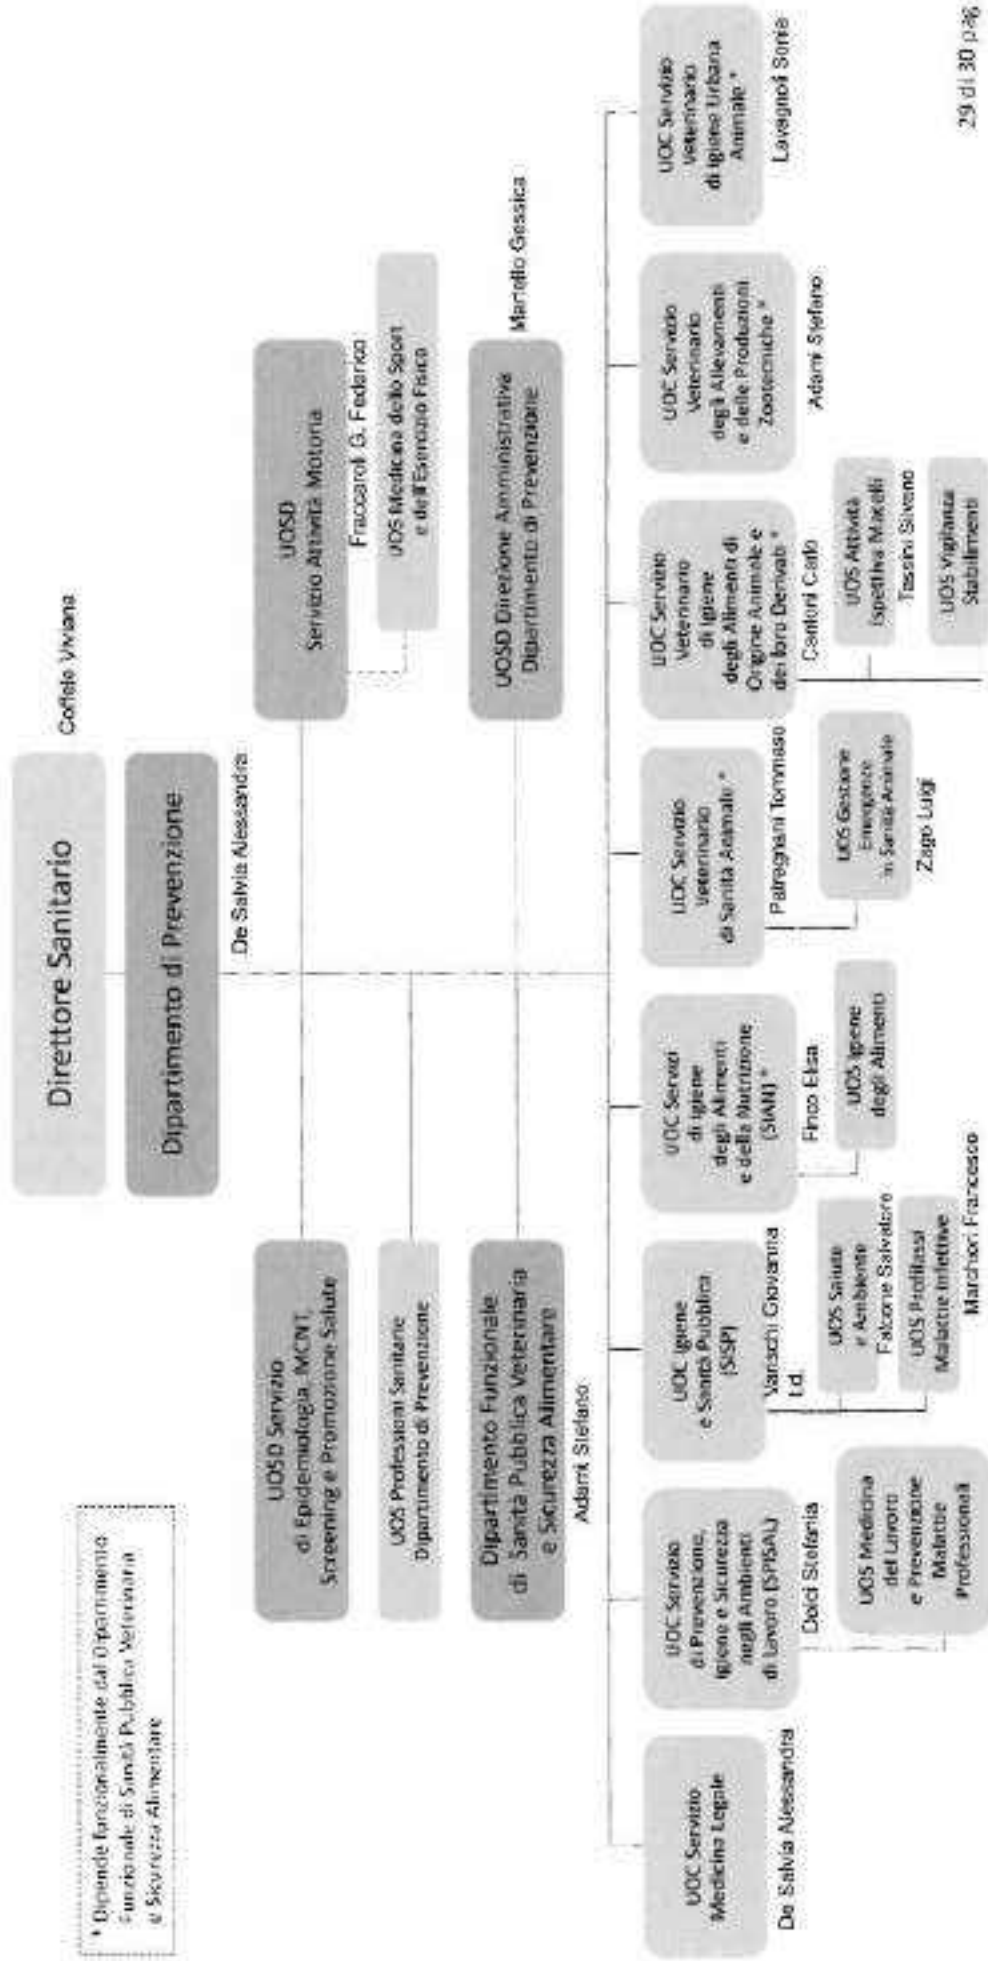 * Dipende funzionalmente dal Dipartimento
Funzionale di Sanità Pubblica Veterinaria
e Sicurezza Alimentare
Direttore Sanitario
Coffele Viviana
Dipartimento di Prevenzione
De Salvia Alessandra
UOSD Servizio
di Epidemiologia, MCNT,
Screening e Promozione Salute
UOSD
Servizio Attività Motoria
Fraccaroli G. Federico
UOS Professioni Sanitarie
Dipartimento di Prevenzione
UOS Medicina dello Sport
e dell'Esercizio Fisico
Dipartimento Funzionale
di Sanità Pubblica Veterinaria
e Sicurezza Alimentare
Adami Stefano
UOSD Direzione Amministrativa
Dipartimento di Prevenzione
Martello Gessica
UOC Servizio
Medicina Legale
De Salvia Alessandra
UOC Servizio
di Prevenzione,
Igiene e Sicurezza
negli Ambienti
di Lavoro (SPISAL)
Dolci Stefania
UOS Medicina
del Lavoro
e Prevenzione
Malattie
Professionali
UOC Igiene
e Sanità Pubblica
(SISP)
Varischi Giovanna
t.d.
UOS Salute
e Ambiente
Falcone Salvatore
UOS Profilassi
Malattie Infettive
Marchiori Francesco
UOC Servizi
di Igiene
degli Alimenti
e della Nutrizione
(SIAN) *
Finco Elisa
UOS Igiene
degli Alimenti
UOC Servizio
Veterinario
di Sanità Animale *
Patregnani Tommaso
UOS Gestione
Emergenze
in Sanità Animale
Zago Luigi
UOC Servizio
Veterinario
di Igiene
degli Alimenti di
Origine Animale e
dei loro Derivati *
Cantoni Carlo
UOS Attività
Ispettiva Macelli
Tessini Silveno
UOS Vigilanza
Stabilimenti
UOC Servizio
Veterinario
degli Allevamenti
e delle Produzioni
Zootecniche *
Adami Stefano
UOC Servizio
Veterinario
di Igiene Urbana
Animale *
Lavagnoli Sonia
29 di 30 pag